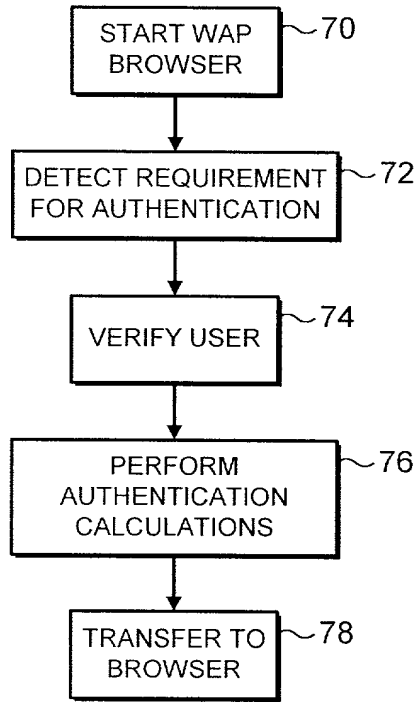 START WAP
BROWSER
70
DETECT REQUIREMENT
FOR AUTHENTICATION
72
VERIFY USER
74
PERFORM
AUTHENTICATION
CALCULATIONS
76
TRANSFER TO
BROWSER
78